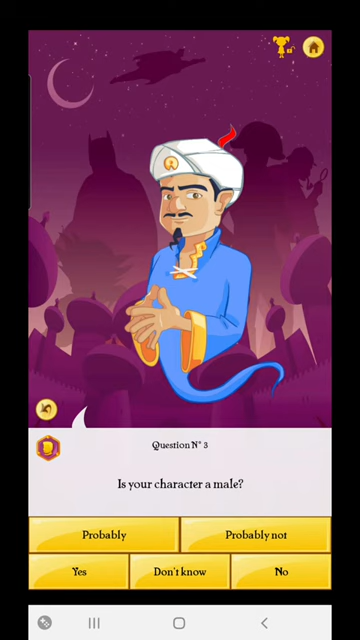 Question N° 3
Is your character a male?
Probably
Probably not
Yes
Don't know
No